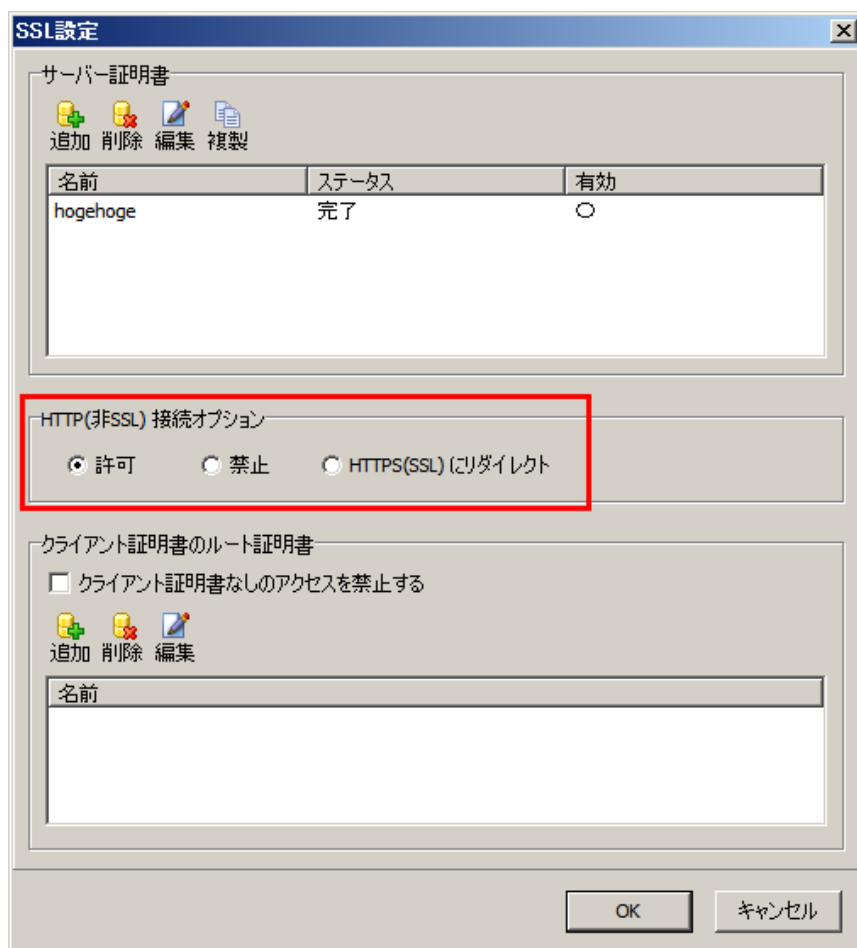 SSL設定
サーバー証明書
追加 削除 編集 複製
名前 ステータス 有効
hogehoge 完了 ○
HTTP(非SSL) 接続オプション
許可 禁止 HTTPS(SSL) にリダイレクト
クライアント証明書のルート証明書
クライアント証明書なしのアクセスを禁止する
追加 削除 編集
名前
OK キャンセル